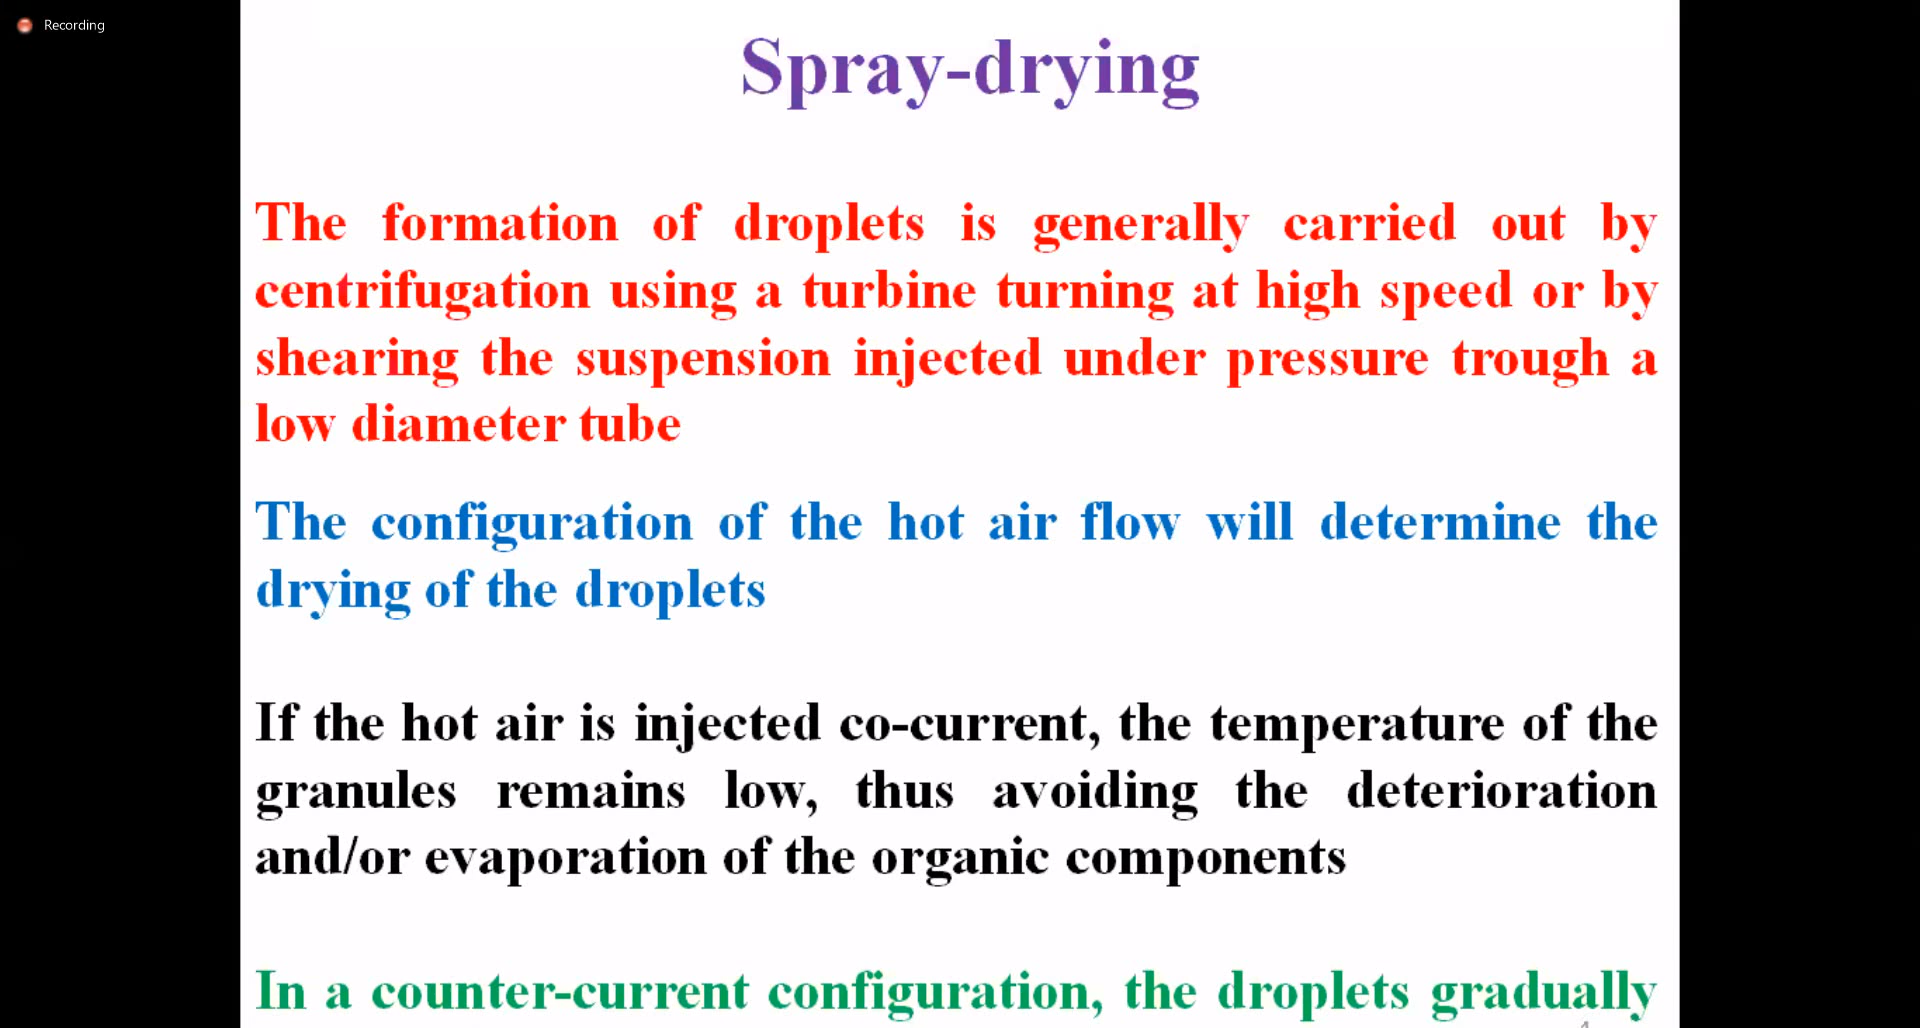 Recording
Spray-drying
The formation of droplets is generally carried out by
centrifugation using a turbine turning at high speed or by
shearing the suspension injected under pressure trough a
low diameter tube
The configuration of the hot air flow will determine the
drying of the droplets
If the hot air is injected co-current, the temperature of the
granules remains low, thus avoiding the deterioration
and/or evaporation of the organic components
In a counter-current configuration, the droplets gradually